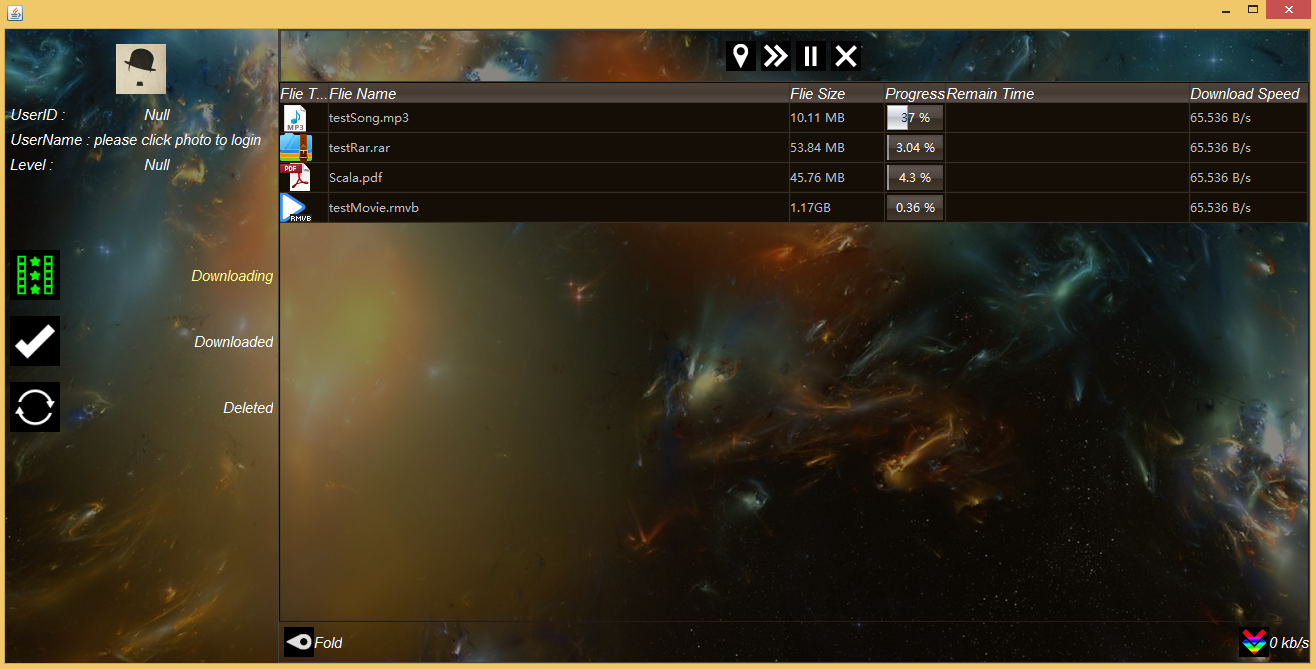 UserID : Null
UserName : please click photo to login
Level : Null
Downloading
Downloaded
Deleted
Flie T... Flie Name Flie Size Progress Remain Time Download Speed
MP3 testSong.mp3 10.11 MB 37 % 65.536 B/s
testRar.rar 53.84 MB 3.04 % 65.536 B/s
PDF Scala.pdf 45.76 MB 4.3 % 65.536 B/s
RMVB testMovie.rmvb 1.17GB 0.36 % 65.536 B/s
Fold 0 kb/s